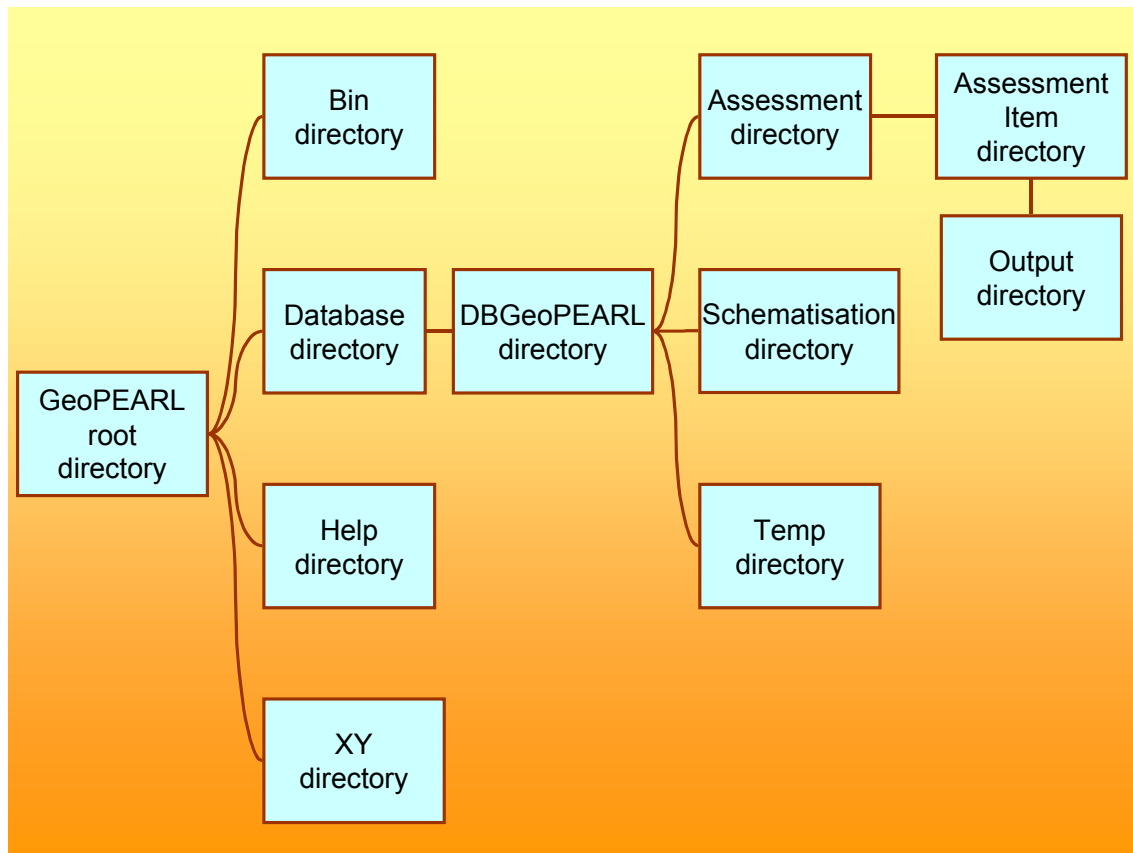 Bin
directory
Assessment
directory
Assessment
Item
directory
Output
directory
Database
directory
DBGeoPEARL
directory
Schematisation
directory
GeoPEARL
root
directory
Help
directory
Temp
directory
XY
directory